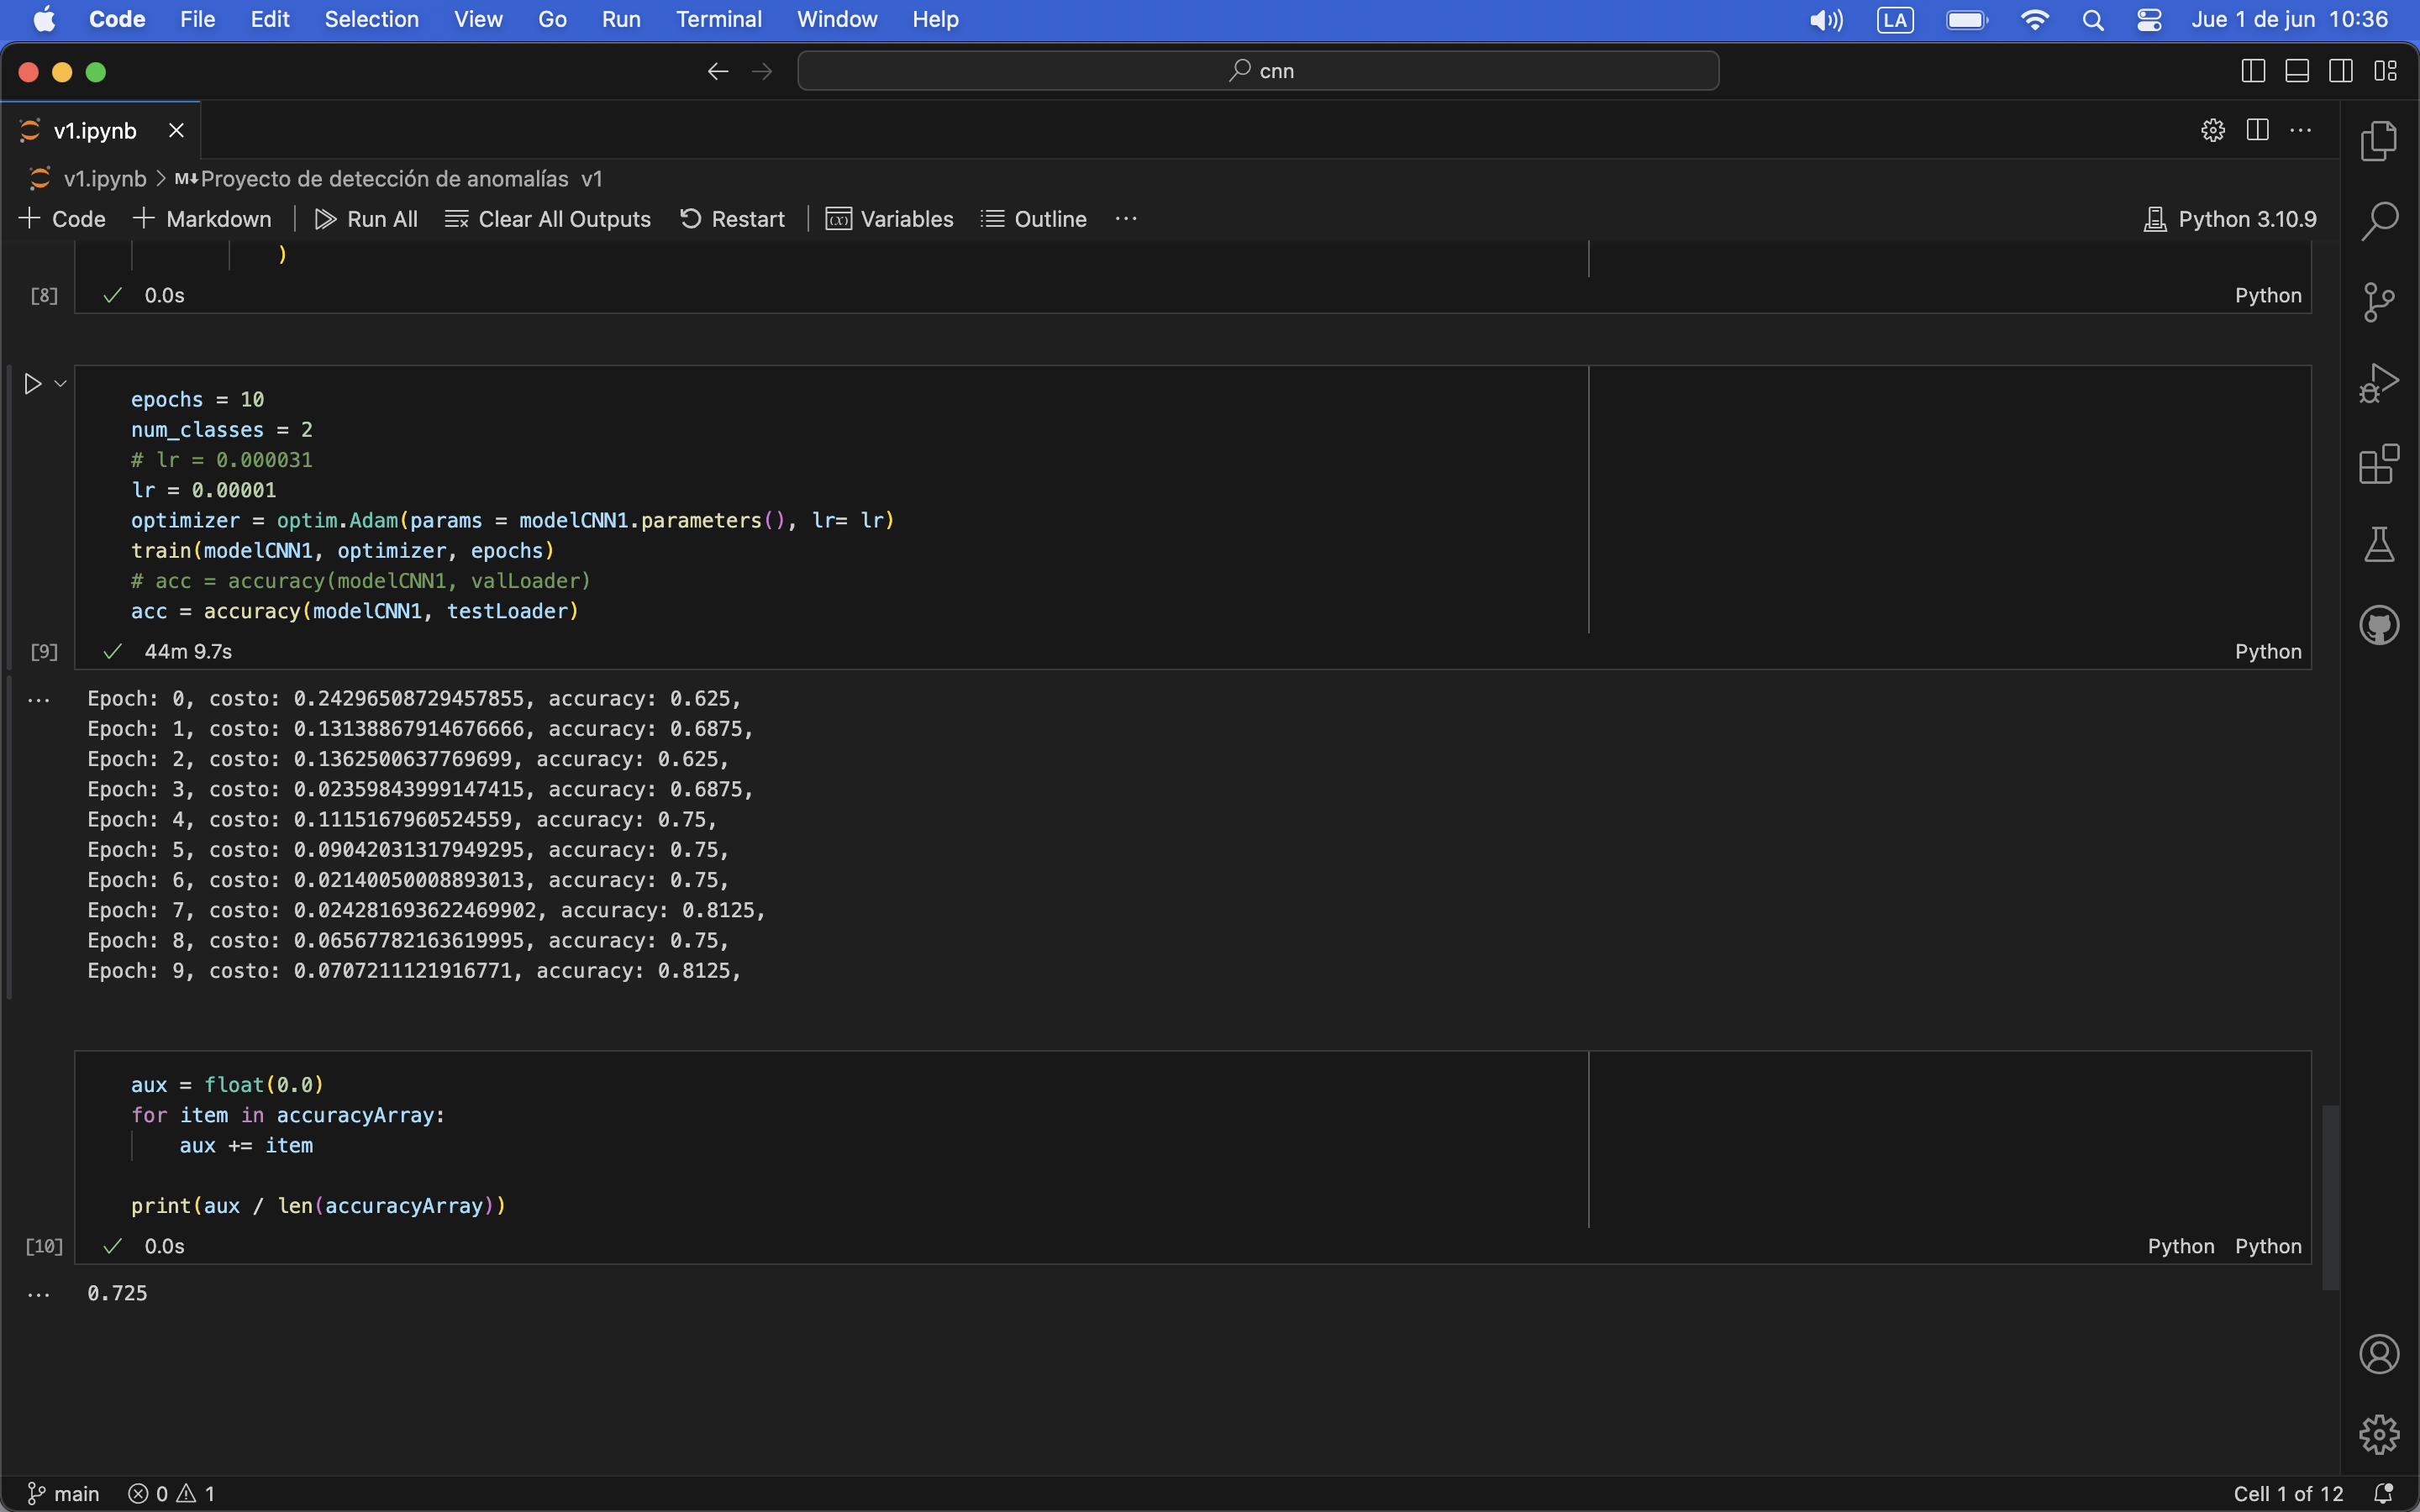 Code File Edit Selection View Go Run Terminal Window Help LA Jue 1 de jun 10:36
cnn
v1.ipynb
v1.ipynb > M↓ Proyecto de detección de anomalías v1
+ Code + Markdown | Run All Clear All Outputs Restart | (x) Variables Outline ··· Python 3.10.9
)
[8] ✓ 0.0s Python
epochs = 10
num_classes = 2
# lr = 0.000031
lr = 0.00001
optimizer = optim.Adam(params = modelCNN1.parameters(), lr= lr)
train(modelCNN1, optimizer, epochs)
# acc = accuracy(modelCNN1, valLoader)
acc = accuracy(modelCNN1, testLoader)
[9] ✓ 44m 9.7s Python
··· Epoch: 0, costo: 0.24296508729457855, accuracy: 0.625,
Epoch: 1, costo: 0.13138867914676666, accuracy: 0.6875,
Epoch: 2, costo: 0.1362500637769699, accuracy: 0.625,
Epoch: 3, costo: 0.02359843999147415, accuracy: 0.6875,
Epoch: 4, costo: 0.1115167960524559, accuracy: 0.75,
Epoch: 5, costo: 0.09042031317949295, accuracy: 0.75,
Epoch: 6, costo: 0.02140050008893013, accuracy: 0.75,
Epoch: 7, costo: 0.024281693622469902, accuracy: 0.8125,
Epoch: 8, costo: 0.06567782163619995, accuracy: 0.75,
Epoch: 9, costo: 0.0707211121916771, accuracy: 0.8125,
aux = float(0.0)
for item in accuracyArray:
    aux += item
print(aux / len(accuracyArray))
[10] ✓ 0.0s Python Python
··· 0.725
main 0 1 Cell 1 of 12